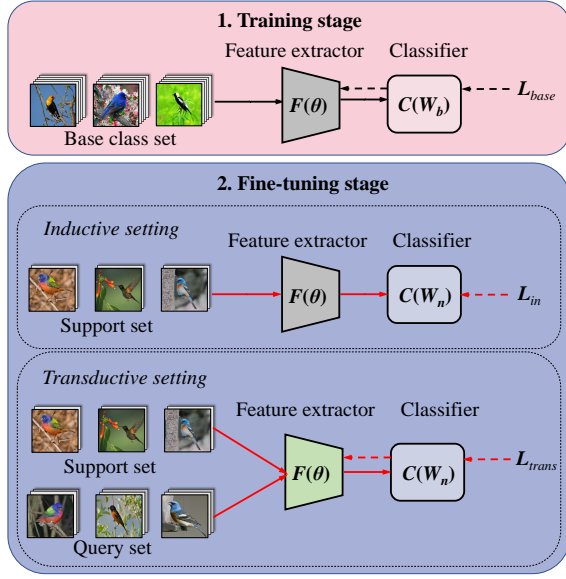 1. Training stage
Feature extractor Classifier
F(θ) C(W_b) L_base
Base class set
2. Fine-tuning stage
Inductive setting
Feature extractor Classifier
F(θ) C(W_n) L_in
Support set
Transductive setting
Feature extractor Classifier
Support set
F(θ) C(W_n) L_trans
Query set